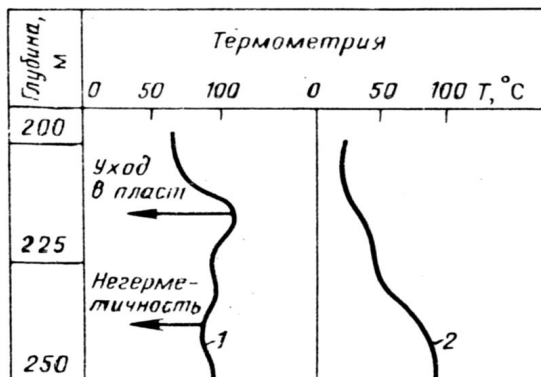 Глубина,
м
Термометрия
0 50 100 0 50 100 Т,°С
200
Уход
в пласт
225
Негерме-
тичность
1
2
250